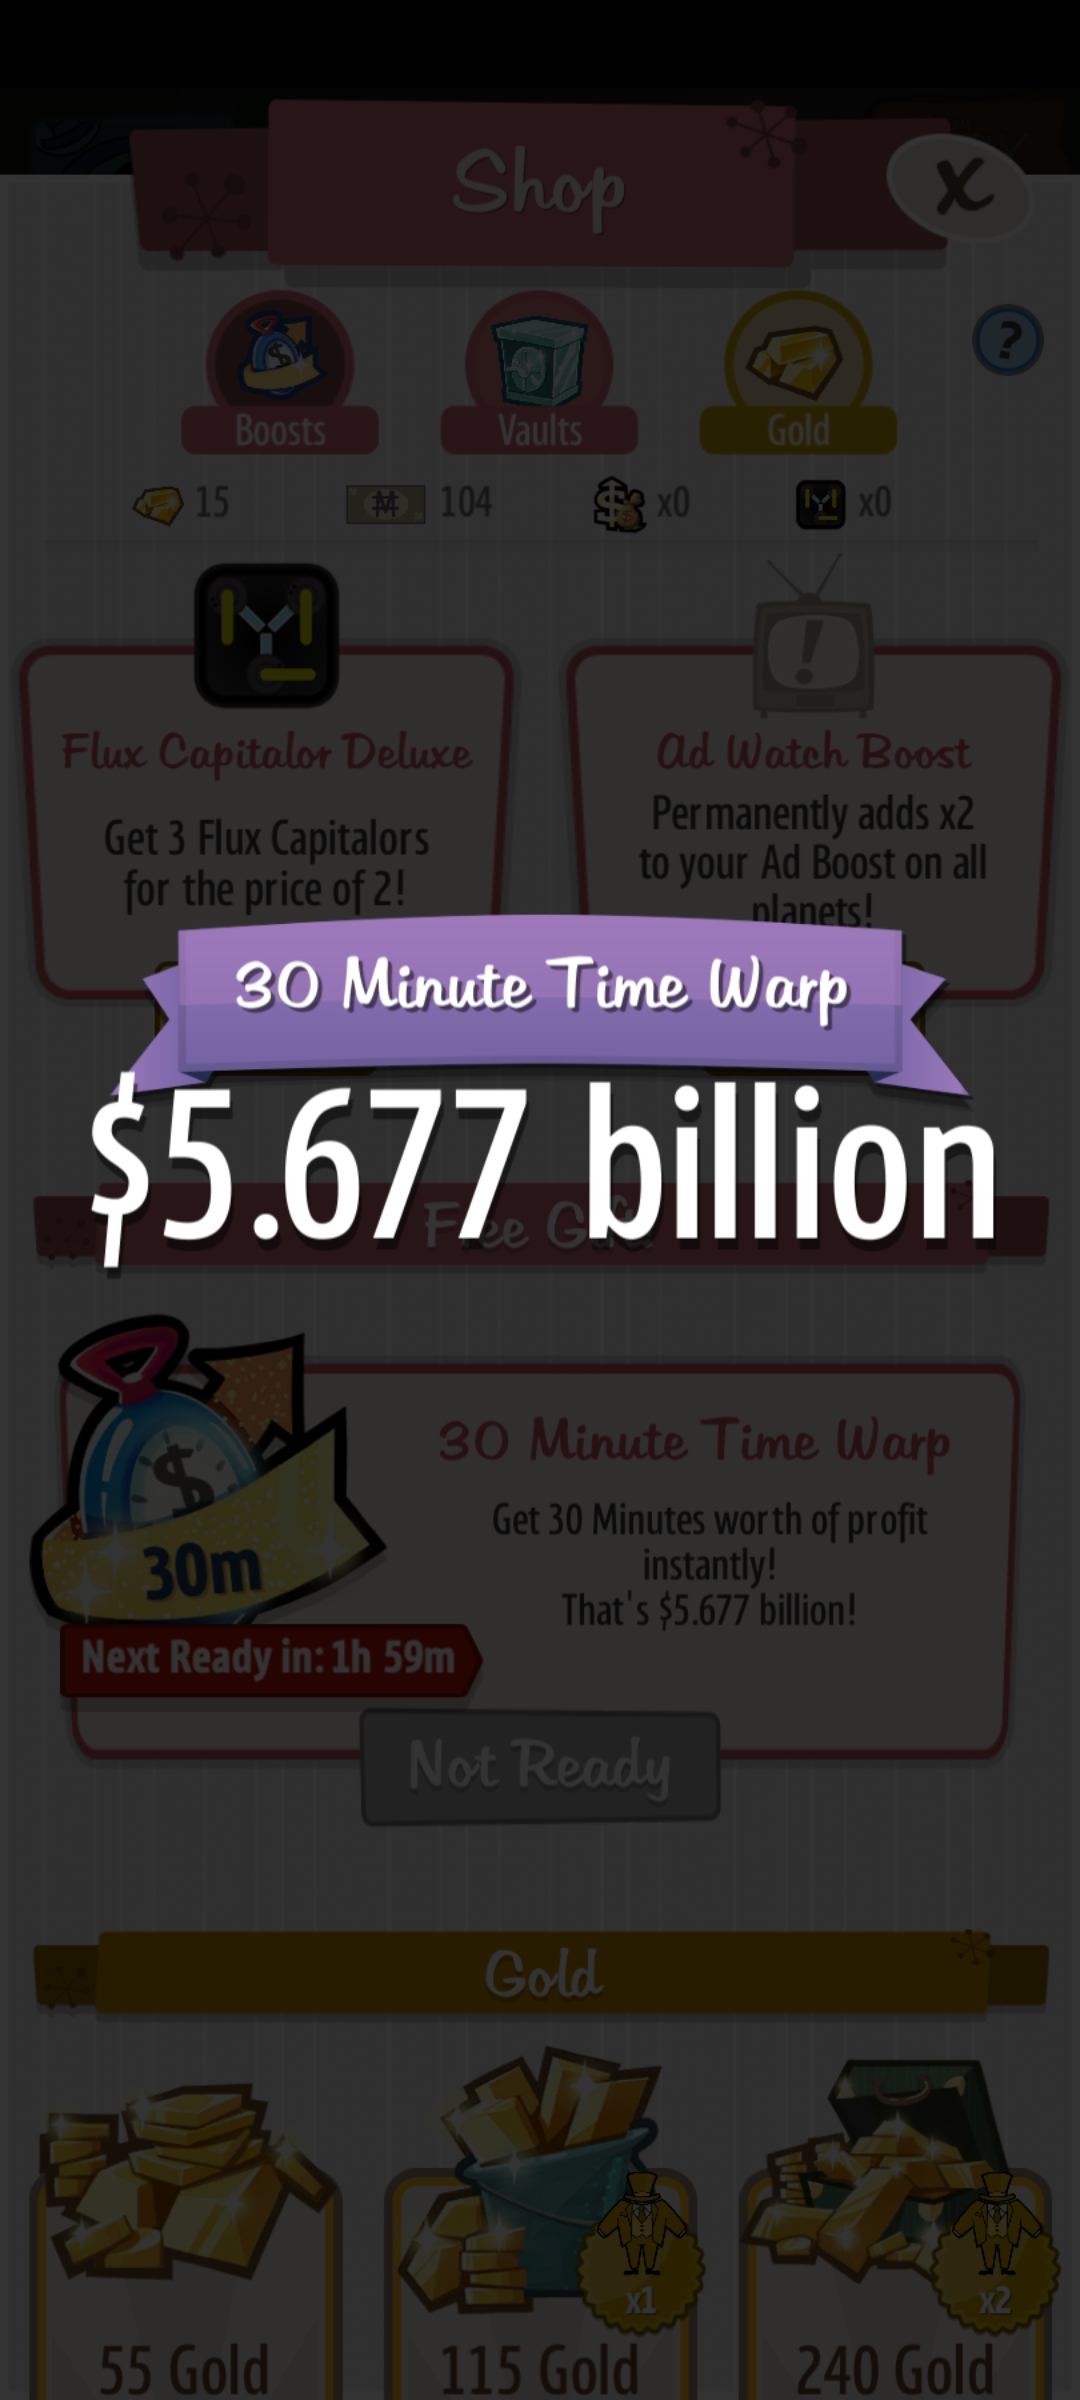 Shop
X
?
Boosts
Vaults
Gold
15
104
x0
x0
Flux Capitalor Deluxe
Get 3 Flux Capitalors
for the price of 2!
Ad Watch Boost
Permanently adds x2
to your Ad Boost on all
planets!
30 Minute Time Warp
$5.677 billion
Free Gift
30m
30 Minute Time Warp
Get 30 Minutes worth of profit
instantly!
That's $5.677 billion!
Next Ready in: 1h 59m
Not Ready
Gold
x1
x2
55 Gold
115 Gold
240 Gold